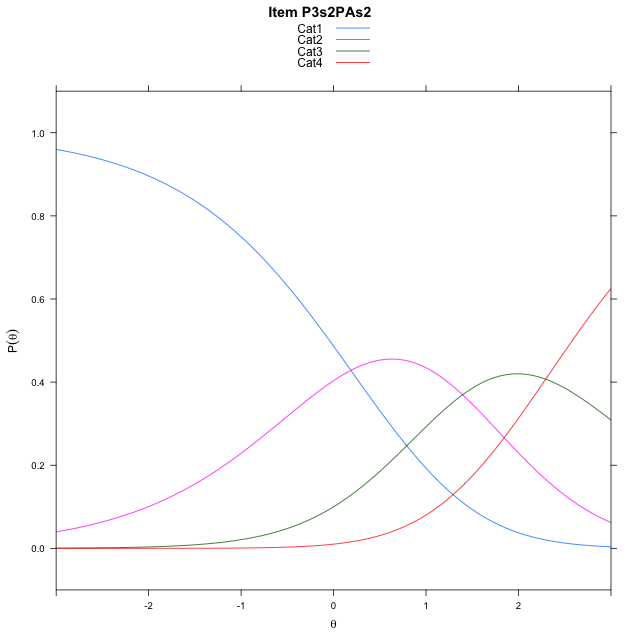 Item P3s2PAs2
Cat1
Cat2
Cat3
Cat4
1.0
0.8
0.6
0.4
0.2
0.0
P(θ)
-2 -1 0 1 2
θ